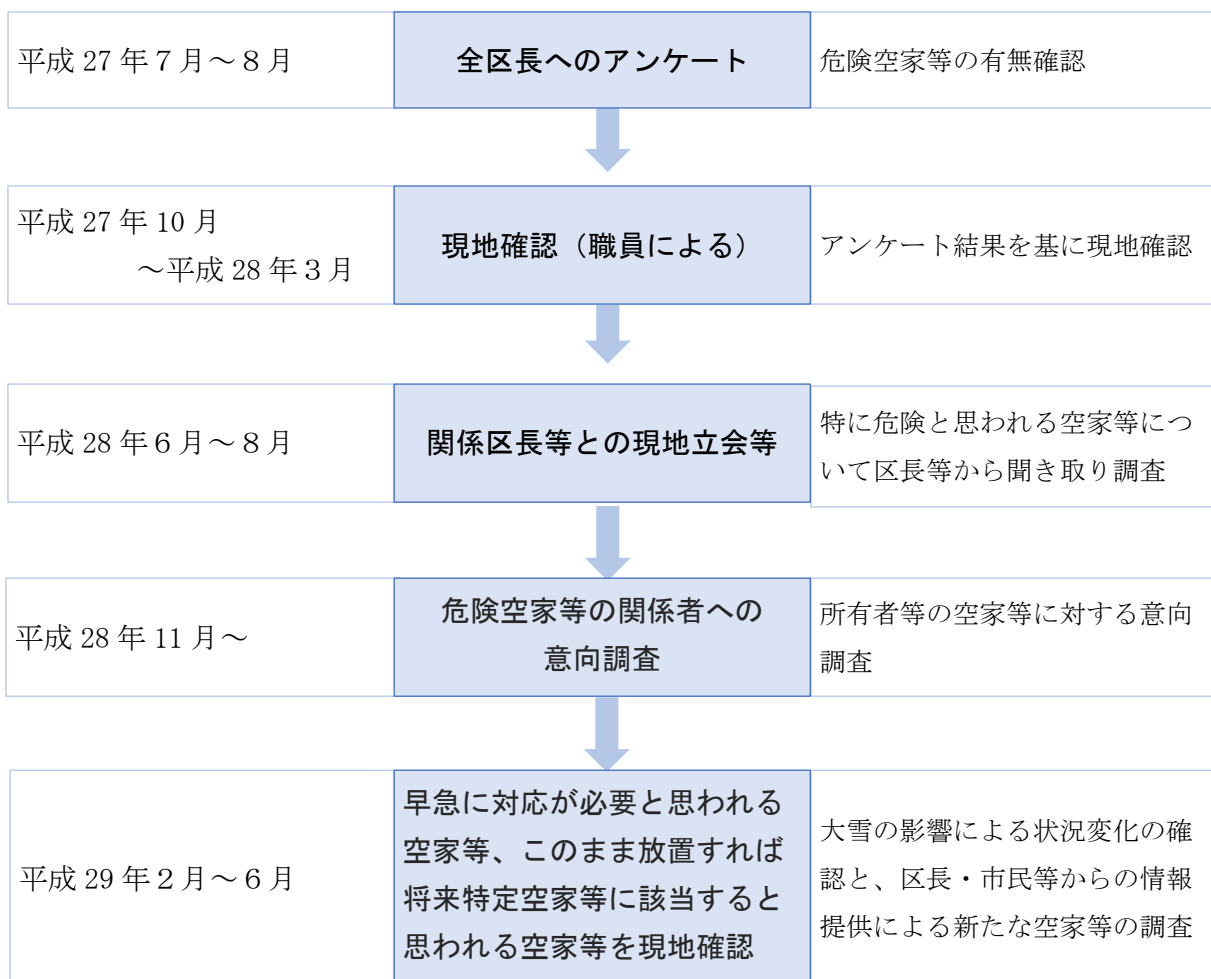 平成 27 年７月～８月
全区長へのアンケート
危険空家等の有無確認
平成 27 年 10 月
～平成 28 年３月
現地確認（職員による）
アンケート結果を基に現地確認
平成 28 年６月～８月
関係区長等との現地立会等
特に危険と思われる空家等につ
いて区長等から聞き取り調査
平成 28 年 11 月～
危険空家等の関係者への
意向調査
所有者等の空家等に対する意向
調査
平成 29 年２月～６月
早急に対応が必要と思われる
空家等、このまま放置すれば
将来特定空家等に該当すると
思われる空家等を現地確認
大雪の影響による状況変化の確
認と、区長・市民等からの情報
提供による新たな空家等の調査